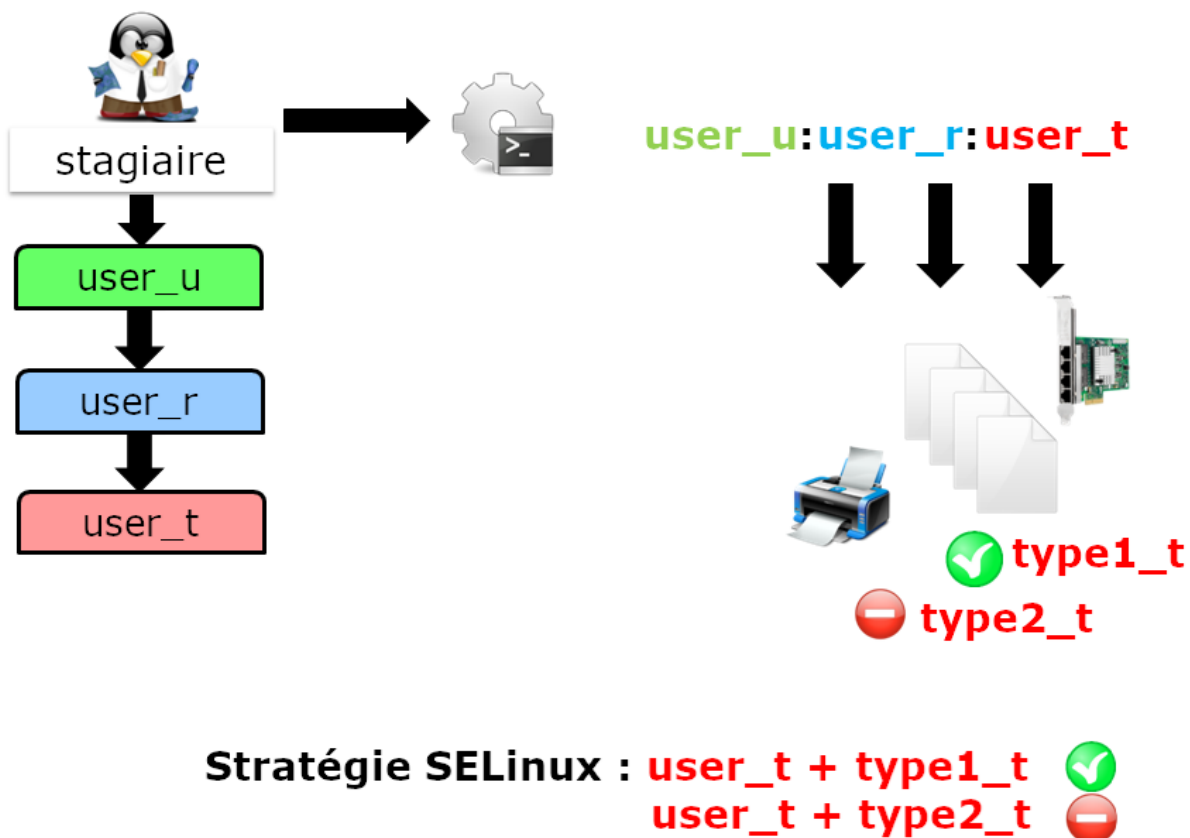 stagiaire
>_
user_u:user_r:user_t
user_u
user_r
user_t
type1_t
type2_t
Stratégie SELinux : user_t + type1_t
user_t + type2_t